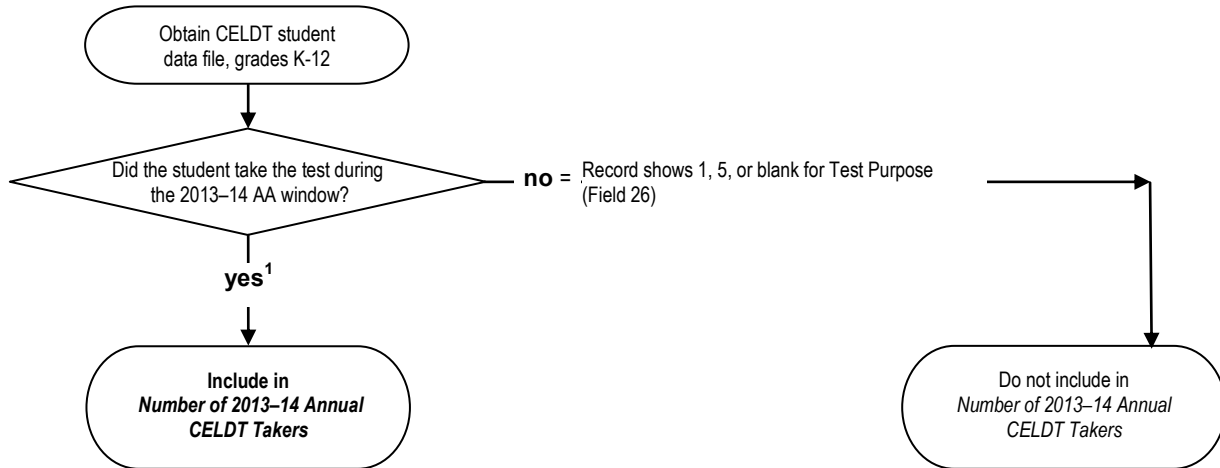 Obtain CELDT student
data file, grades K-12
Did the student take the test during
the 2013–14 AA window?
no = Record shows 1, 5, or blank for Test Purpose
(Field 26)
yes1
Include in
Number of 2013–14 Annual
CELDT Takers
Do not include in
Number of 2013–14 Annual
CELDT Takers